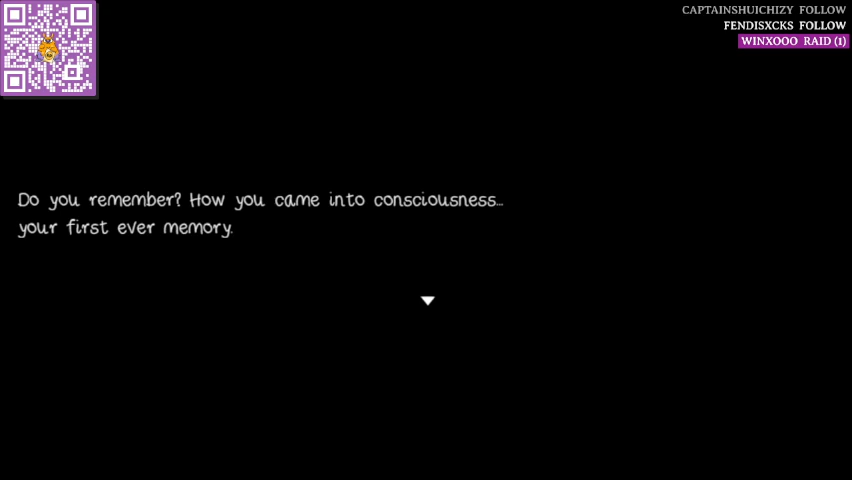 CAPTAINSHUICHIZY FOLLOW
FENDISXCKS FOLLOW
WINXOOO RAID (1)
Do you remember? How you came into consciousness...
your first ever memory.